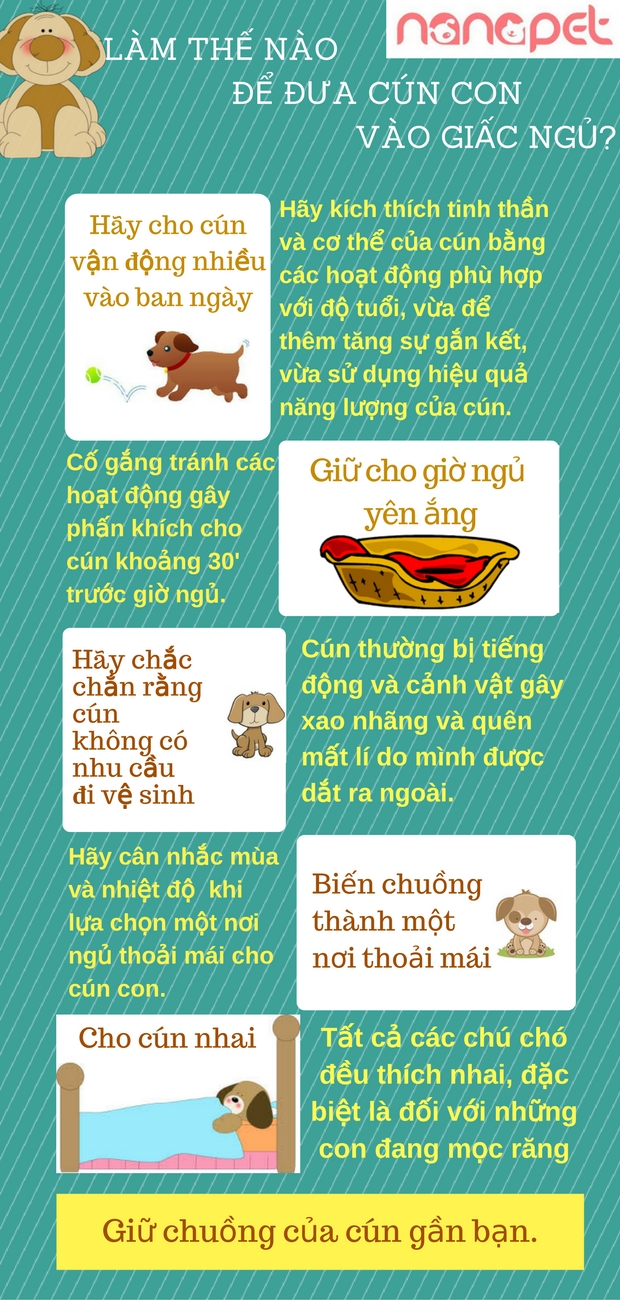 nanapet
LÀM THẾ NÀO
ĐỂ ĐƯA CÚN CON
VÀO GIẤC NGỦ?
Hãy cho cún
vận động nhiều
vào ban ngày
Hãy kích thích tinh thần
và cơ thể của cún bằng
các hoạt động phù hợp
với độ tuổi, vừa để
thêm tăng sự gắn kết,
vừa sử dụng hiệu quả
năng lượng của cún.
Cố gắng tránh các
hoạt động gây
phấn khích cho
cún khoảng 30'
trước giờ ngủ.
Giữ cho giờ ngủ
yên ắng
Hãy chắc
chắn rằng
cún
không có
nhu cầu
đi vệ sinh
Cún thường bị tiếng
động và cảnh vật gây
xao nhãng và quên
mất lí do mình được
dắt ra ngoài.
Hãy cân nhắc mùa
và nhiệt độ khi
lựa chọn một nơi
ngủ thoải mái cho
cún con.
Biến chuồng
thành một
nơi thoải mái
Cho cún nhai
Tất cả các chú chó
đều thích nhai, đặc
biệt là đối với những
con đang mọc răng
Giữ chuồng của cún gần bạn.